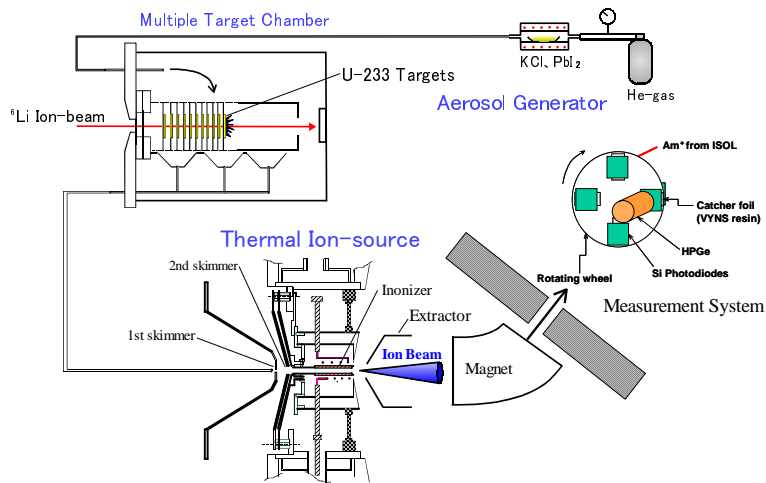 Multiple Target Chamber
KCl、PbI₂
He-gas
U-233 Targets
Aerosol Generator
⁶Li Ion-beam
Am⁺from ISOL
Catcher foil
(VYNS resin)
HPGe
Si Photodiodes
Rotating wheel
Measurement System
Thermal Ion-source
2nd skimmer
Inonizer
Extractor
1st skimmer
Ion Beam
Magnet